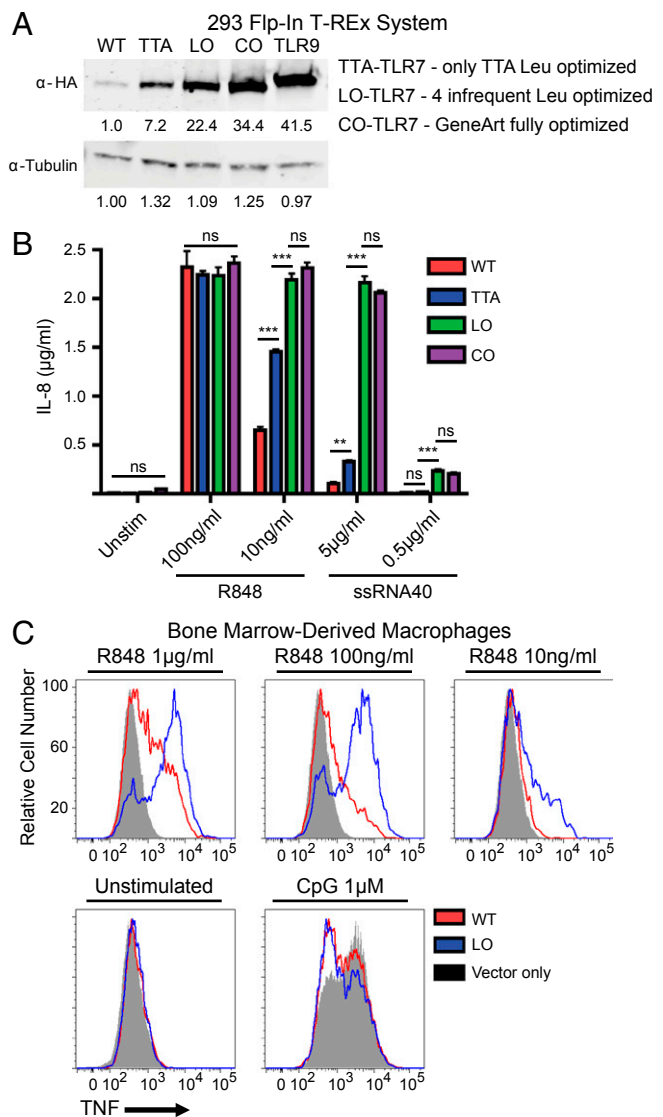 A
293 Flp-In T-REx System
WT TTA LO CO TLR9
α-HA
1.0 7.2 22.4 34.4 41.5
α-Tubulin
1.00 1.32 1.09 1.25 0.97
TTA-TLR7 - only TTA Leu optimized
LO-TLR7 - 4 infrequent Leu optimized
CO-TLR7 - GeneArt fully optimized
B
IL-8 (µg/ml)
2.5
2.0
1.5
1.0
0.5
ns
ns
*** ns
***
*** ns
**
ns *** ns
WT
TTA
LO
CO
Unstim 100ng/ml 10ng/ml 5µg/ml 0.5µg/ml
R848 ssRNA40
C
Bone Marrow-Derived Macrophages
R848 1µg/ml R848 100ng/ml R848 10ng/ml
Relative Cell Number
100
60
20
0 10² 10³ 10⁴ 10⁵ 0 10² 10³ 10⁴ 10⁵ 0 10² 10³ 10⁴ 10⁵
Unstimulated CpG 1µM
WT
LO
Vector only
0 10² 10³ 10⁴ 10⁵ 0 10² 10³ 10⁴ 10⁵
TNF